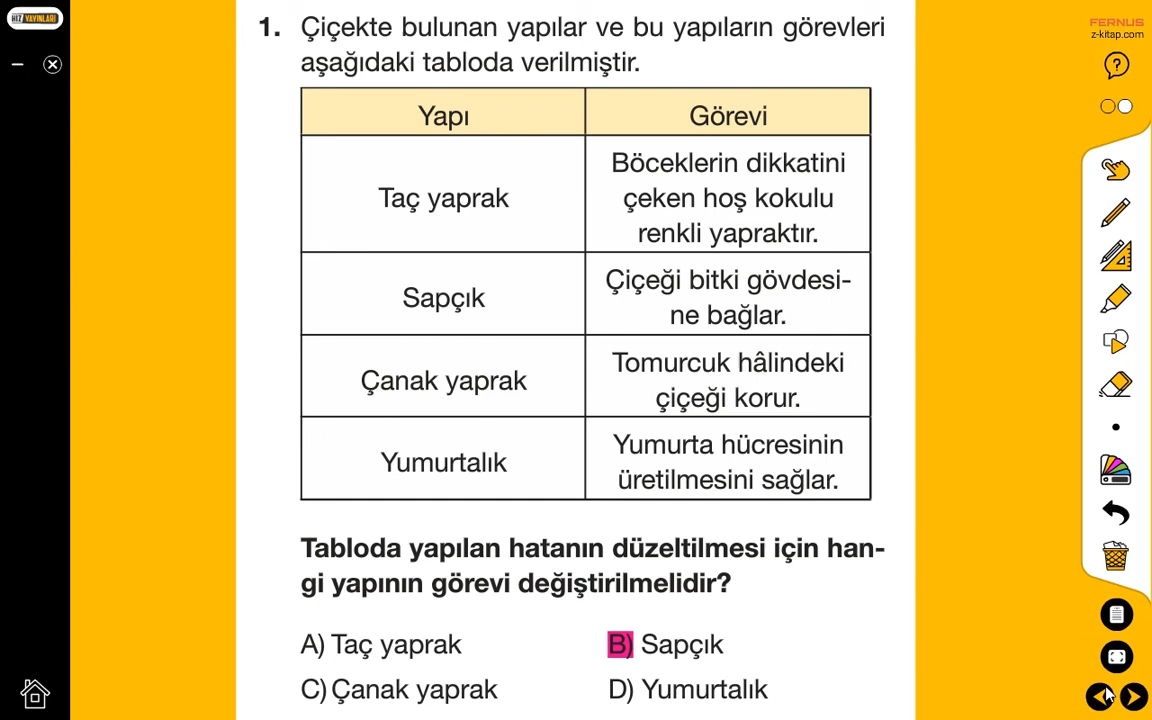 HIZ YAYINLARI
FERNUS
z-kitap.com
1. Çiçekte bulunan yapılar ve bu yapıların görevleri
aşağıdaki tabloda verilmiştir.
Yapı Görevi
Taç yaprak
Böceklerin dikkatini
çeken hoş kokulu
renkli yapraktır.
Sapçık
Çiçeği bitki gövdesi-
ne bağlar.
Çanak yaprak
Tomurcuk hâlindeki
çiçeği korur.
Yumurtalık
Yumurta hücresinin
üretilmesini sağlar.
Tabloda yapılan hatanın düzeltilmesi için han-
gi yapının görevi değiştirilmelidir?
A) Taç yaprak B) Sapçık
C) Çanak yaprak D) Yumurtalık